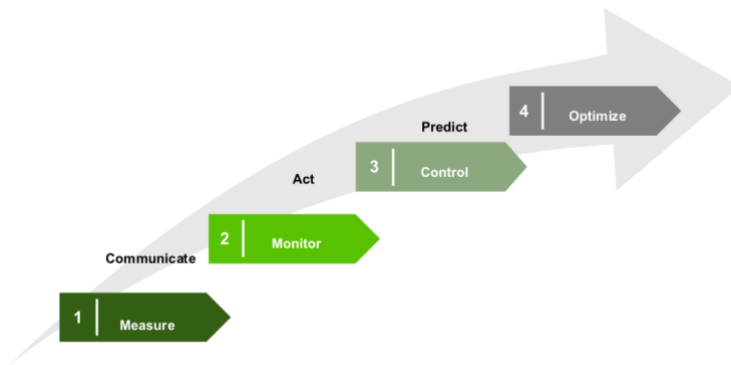 1 Measure
Communicate
2 Monitor
Act
3 Control
Predict
4 Optimize